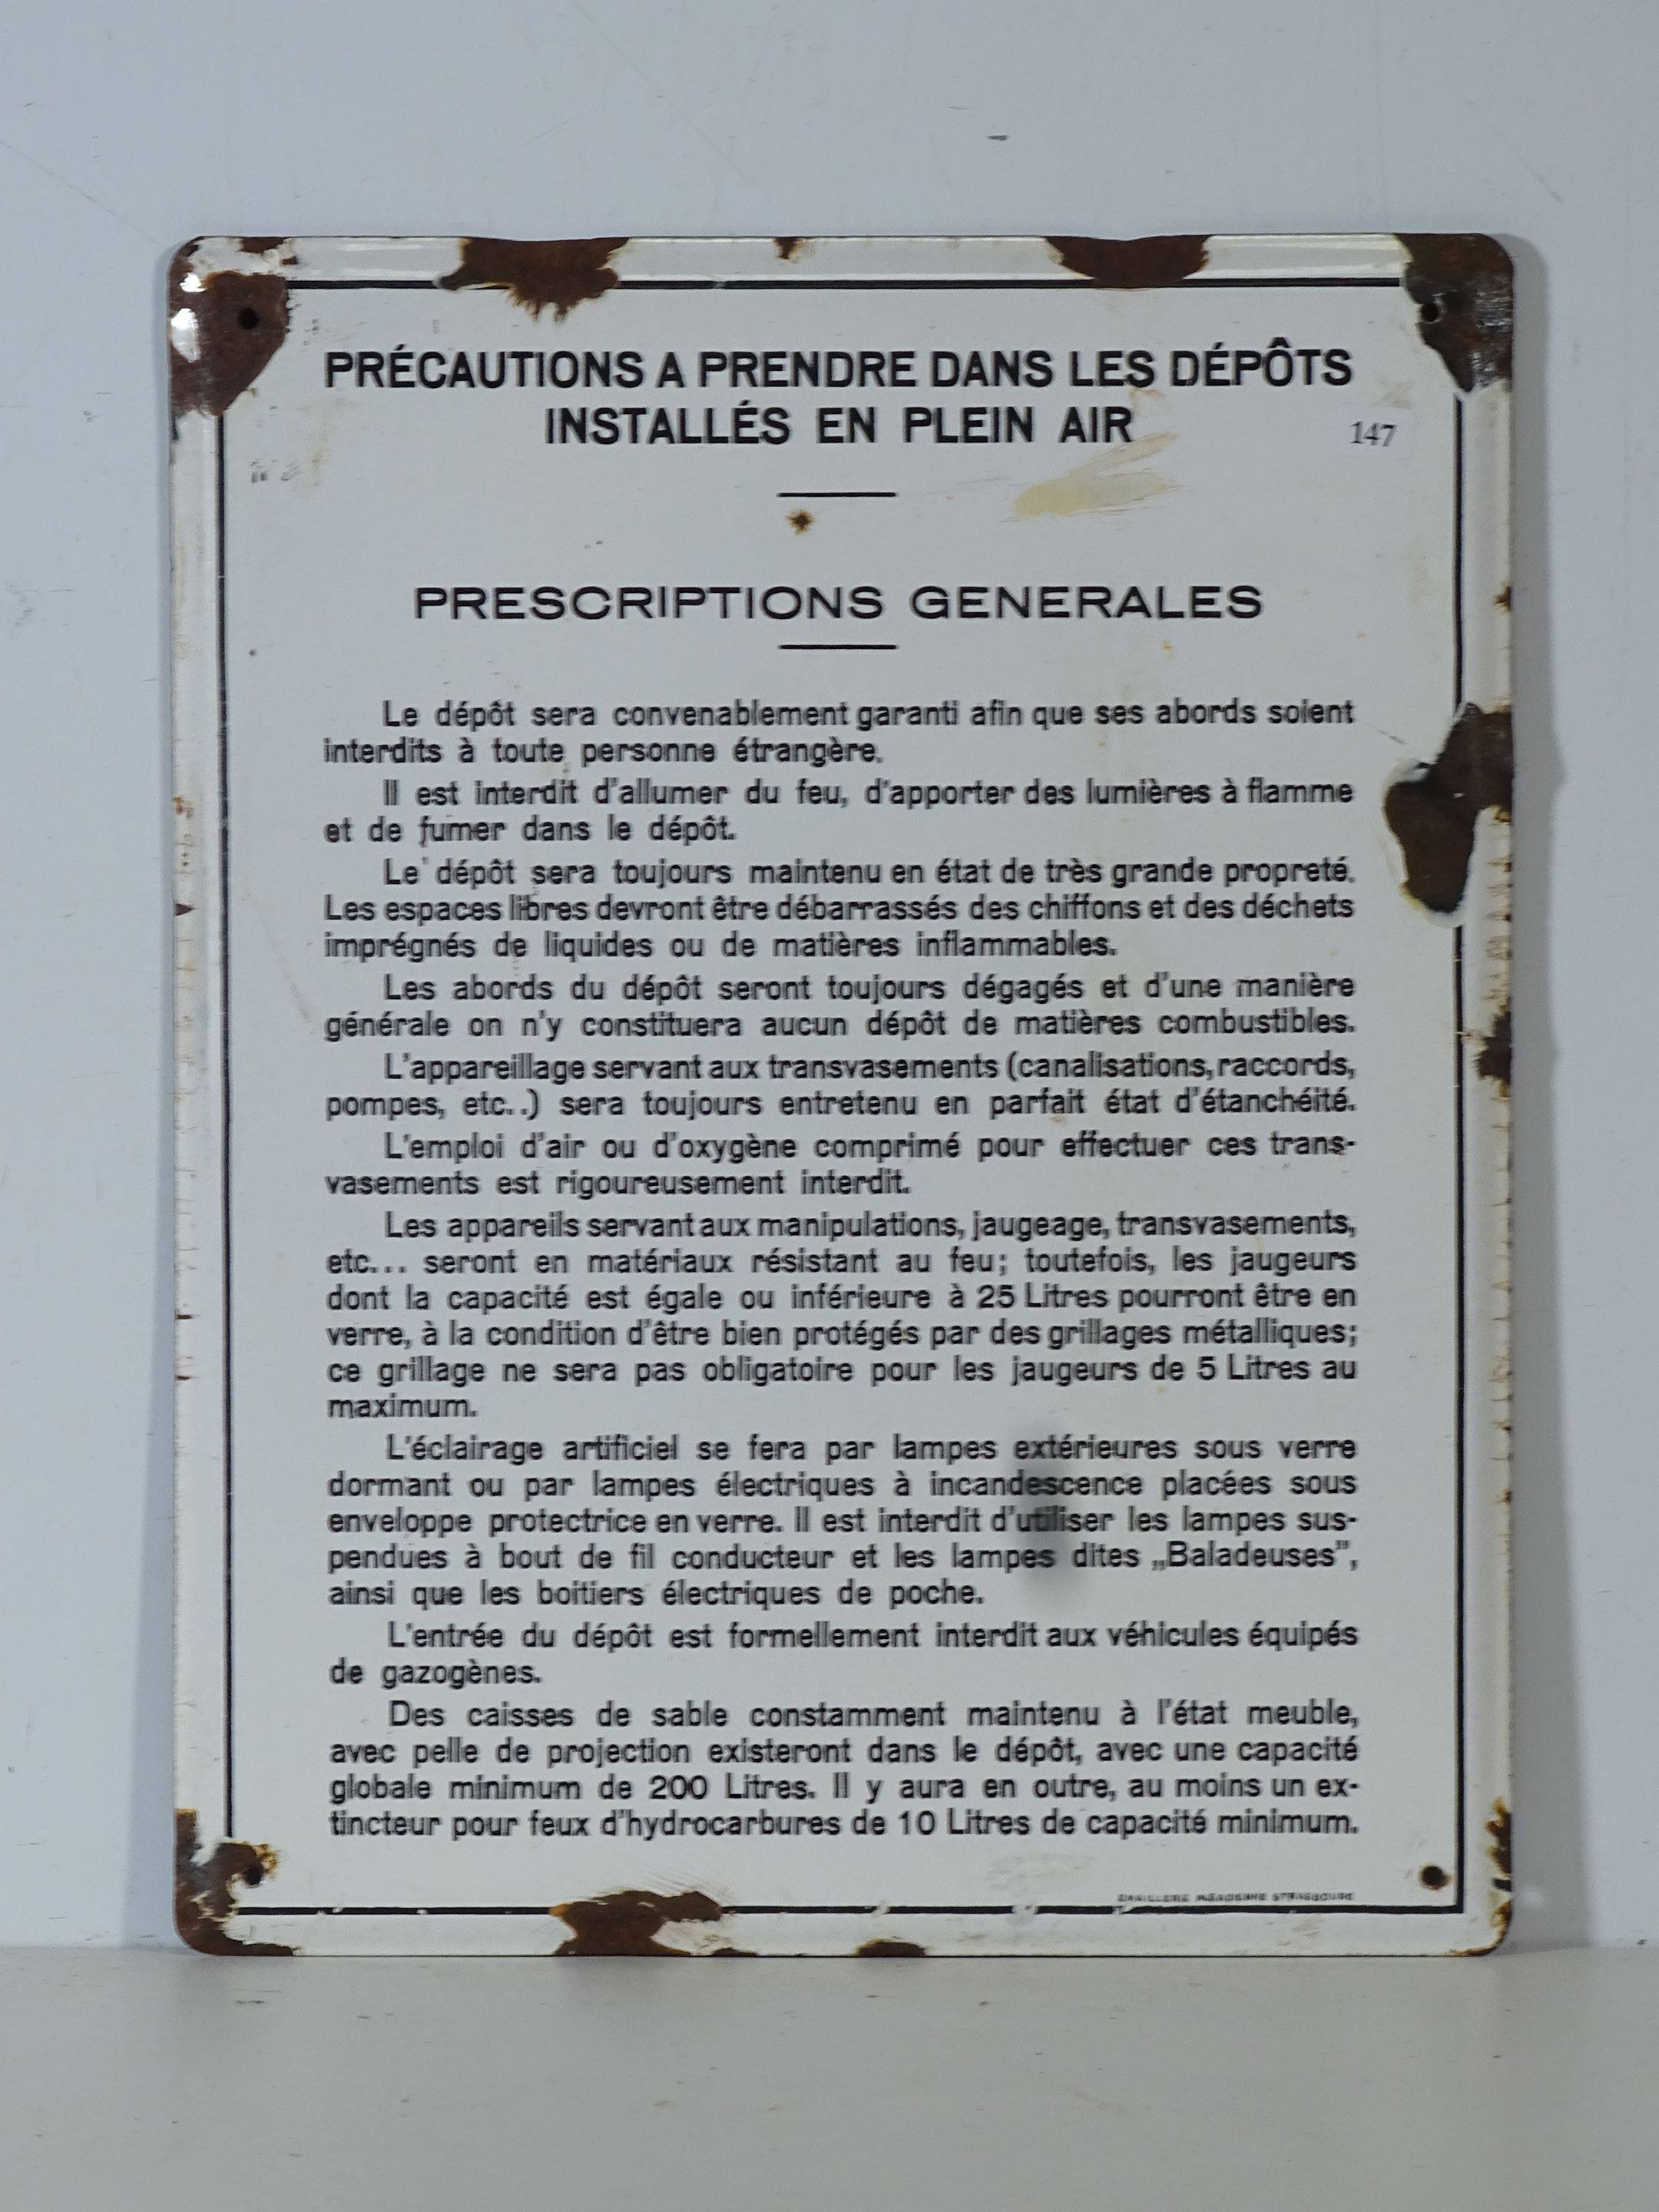 PRÉCAUTIONS A PRENDRE DANS LES DÉPÔTS
INSTALLÉS EN PLEIN AIR
147
PRESCRIPTIONS GENERALES
Le dépôt sera convenablement garanti afin que ses abords soient
interdits à toute personne étrangère.
Il est interdit d'allumer du feu, d'apporter des lumières à flamme
et de fumer dans le dépôt.
Le dépôt sera toujours maintenu en état de très grande propreté.
Les espaces libres devront être débarrassés des chiffons et des déchets
imprégnés de liquides ou de matières inflammables.
Les abords du dépôt seront toujours dégagés et d'une manière
générale on n'y constituera aucun dépôt de matières combustibles.
L'appareillage servant aux transvasements (canalisations, raccords,
pompes, etc..) sera toujours entretenu en parfait état d'étanchéité.
L'emploi d'air ou d'oxygène comprimé pour effectuer ces trans-
vasements est rigoureusement interdit.
Les appareils servant aux manipulations, jaugeage, transvasements,
etc... seront en matériaux résistant au feu; toutefois, les jaugeurs
dont la capacité est égale ou inférieure à 25 Litres pourront être en
verre, à la condition d'être bien protégés par des grillages métalliques;
ce grillage ne sera pas obligatoire pour les jaugeurs de 5 Litres au
maximum.
L'éclairage artificiel se fera par lampes extérieures sous verre
dormant ou par lampes électriques à incandescence placées sous
enveloppe protectrice en verre. Il est interdit d'utiliser les lampes sus-
pendues à bout de fil conducteur et les lampes dites „Baladeuses",
ainsi que les boitiers électriques de poche.
L'entrée du dépôt est formellement interdit aux véhicules équipés
de gazogènes.
Des caisses de sable constamment maintenu à l'état meuble,
avec pelle de projection existeront dans le dépôt, avec une capacité
globale minimum de 200 Litres. Il y aura en outre, au moins un ex-
tincteur pour feux d'hydrocarbures de 10 Litres de capacité minimum.
STRASBOURG